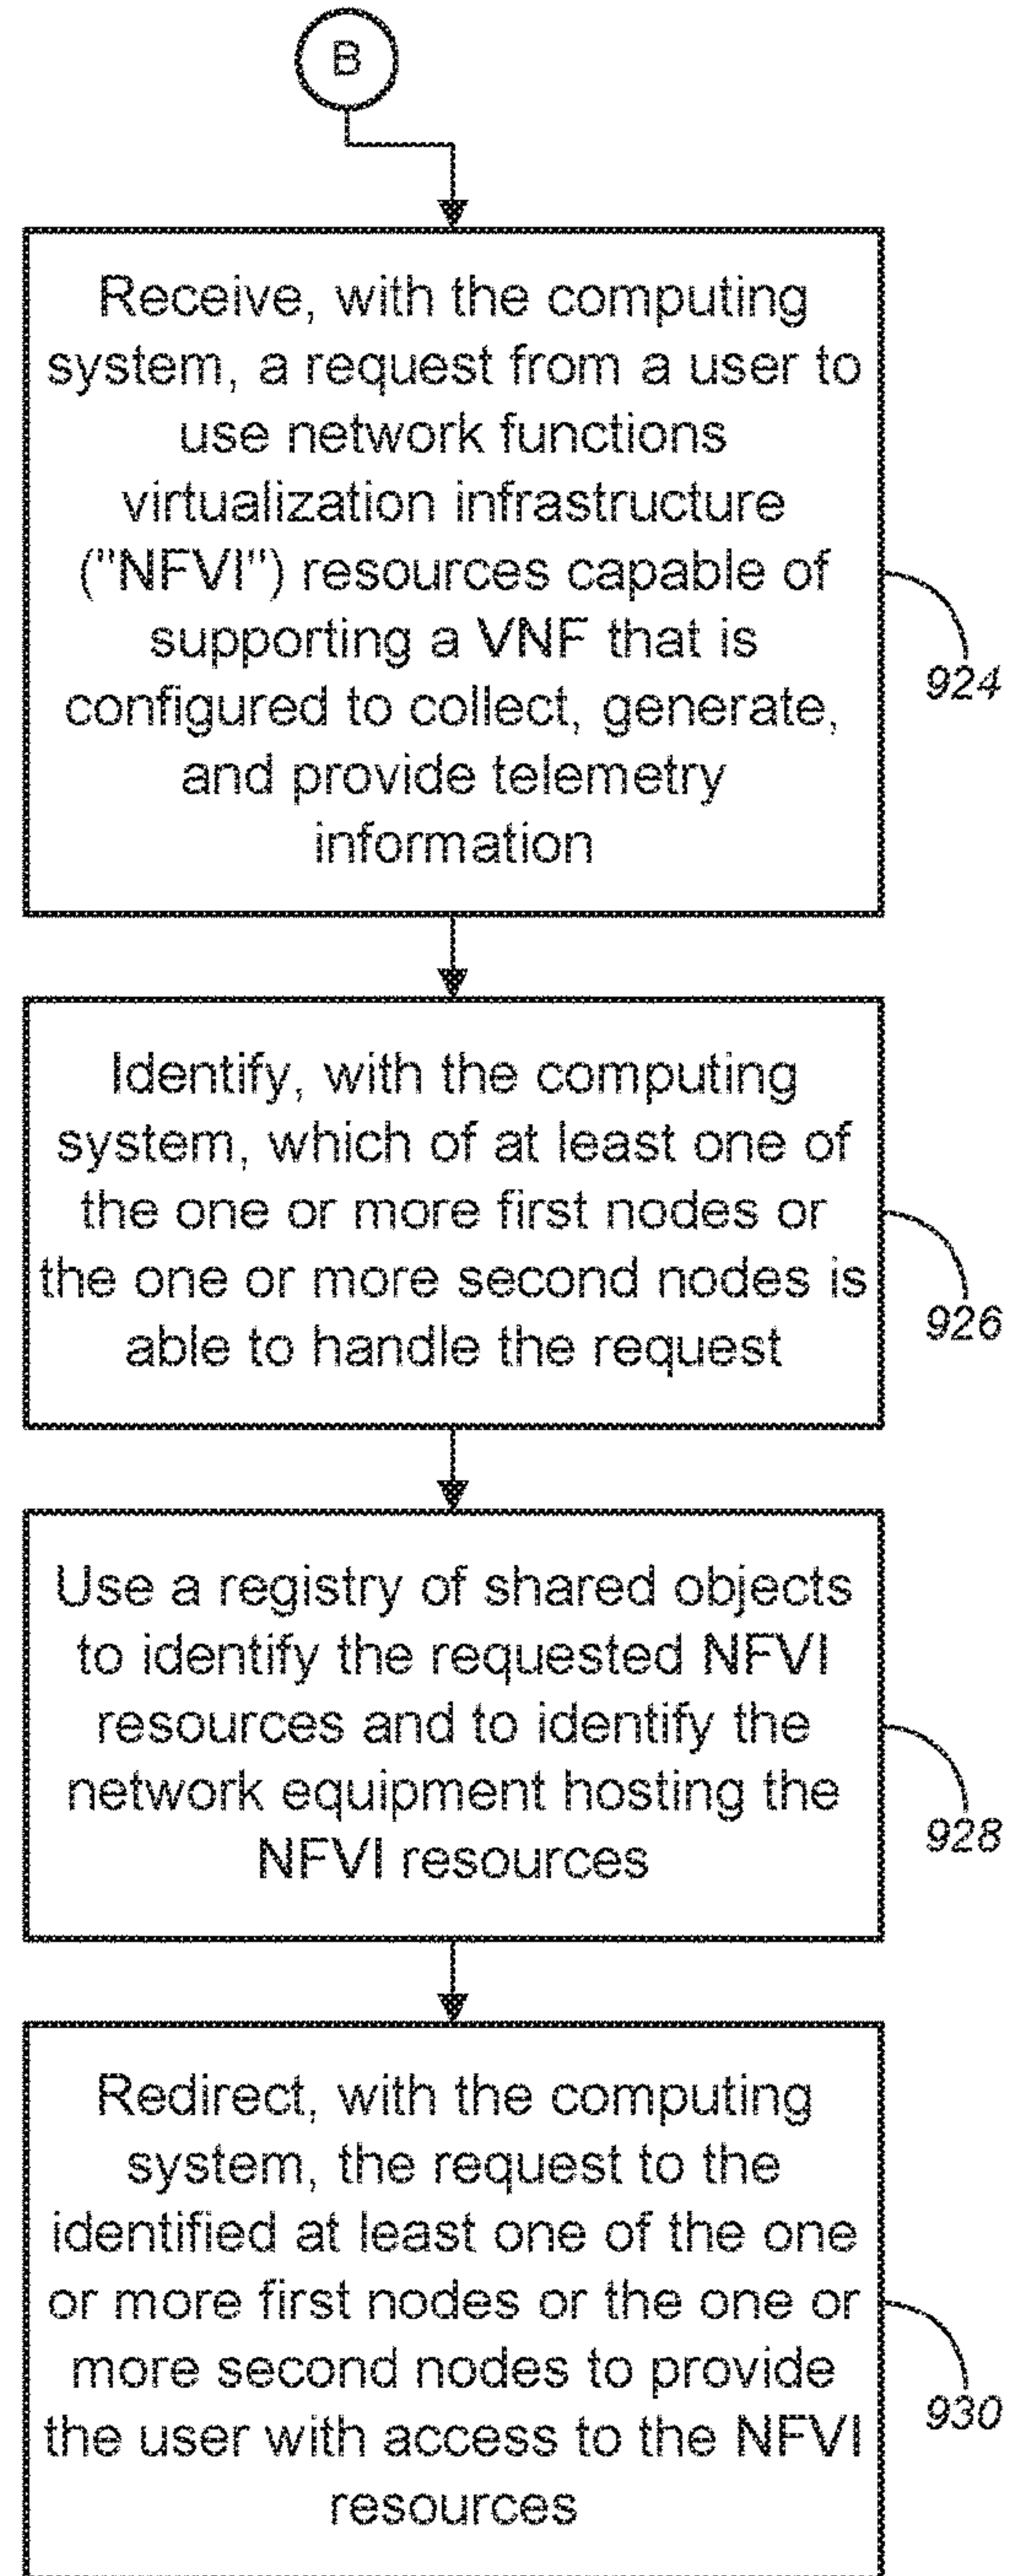 B
Receive, with the computing
system, a request from a user to
use network functions
virtualization infrastructure
("NFVI") resources capable of
supporting a VNF that is
configured to collect, generate,
and provide telemetry
information
924
Identify, with the computing
system, which of at least one of
the one or more first nodes or
the one or more second nodes is
able to handle the request
926
Use a registry of shared objects
to identify the requested NFVI
resources and to identify the
network equipment hosting the
NFVI resources
928
Redirect, with the computing
system, the request to the
identified at least one of the one
or more first nodes or the one or
more second nodes to provide
the user with access to the NFVI
resources
930